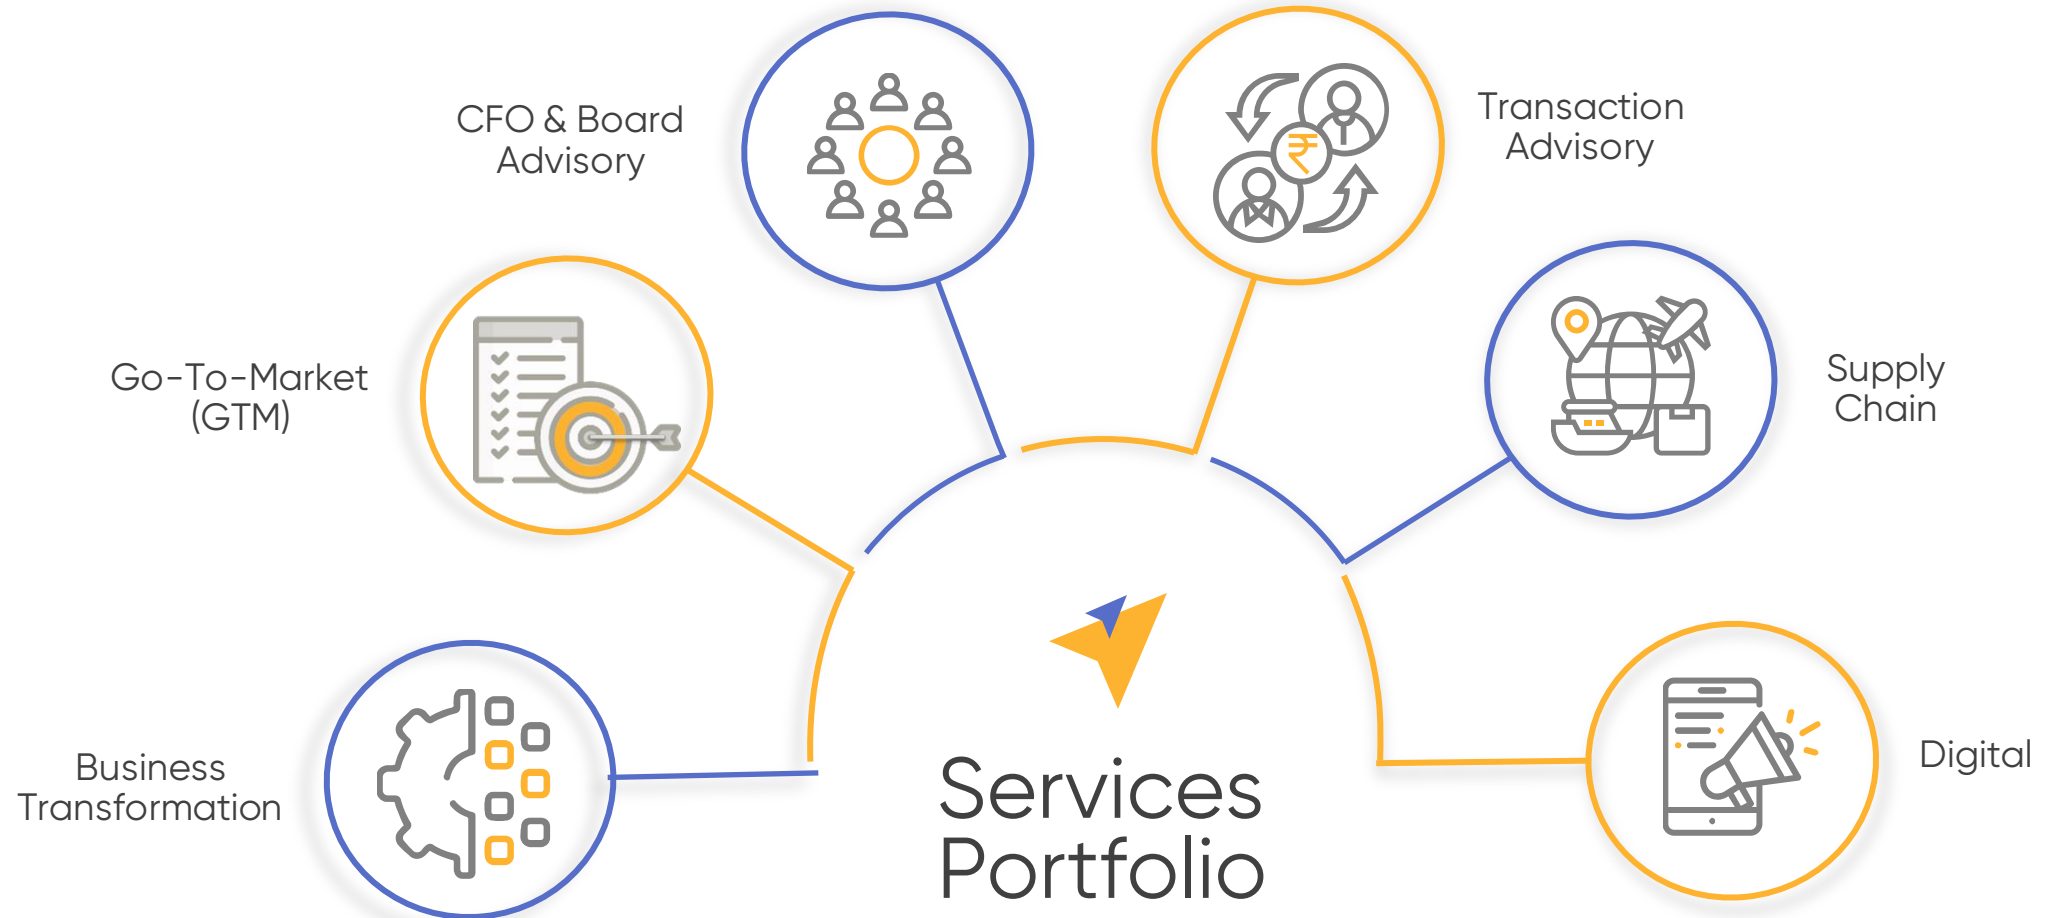 CFO & Board
Advisory
Transaction
Advisory
₹
Go-To-Market
(GTM)
Supply
Chain
Business
Transformation
Digital
Services
Portfolio